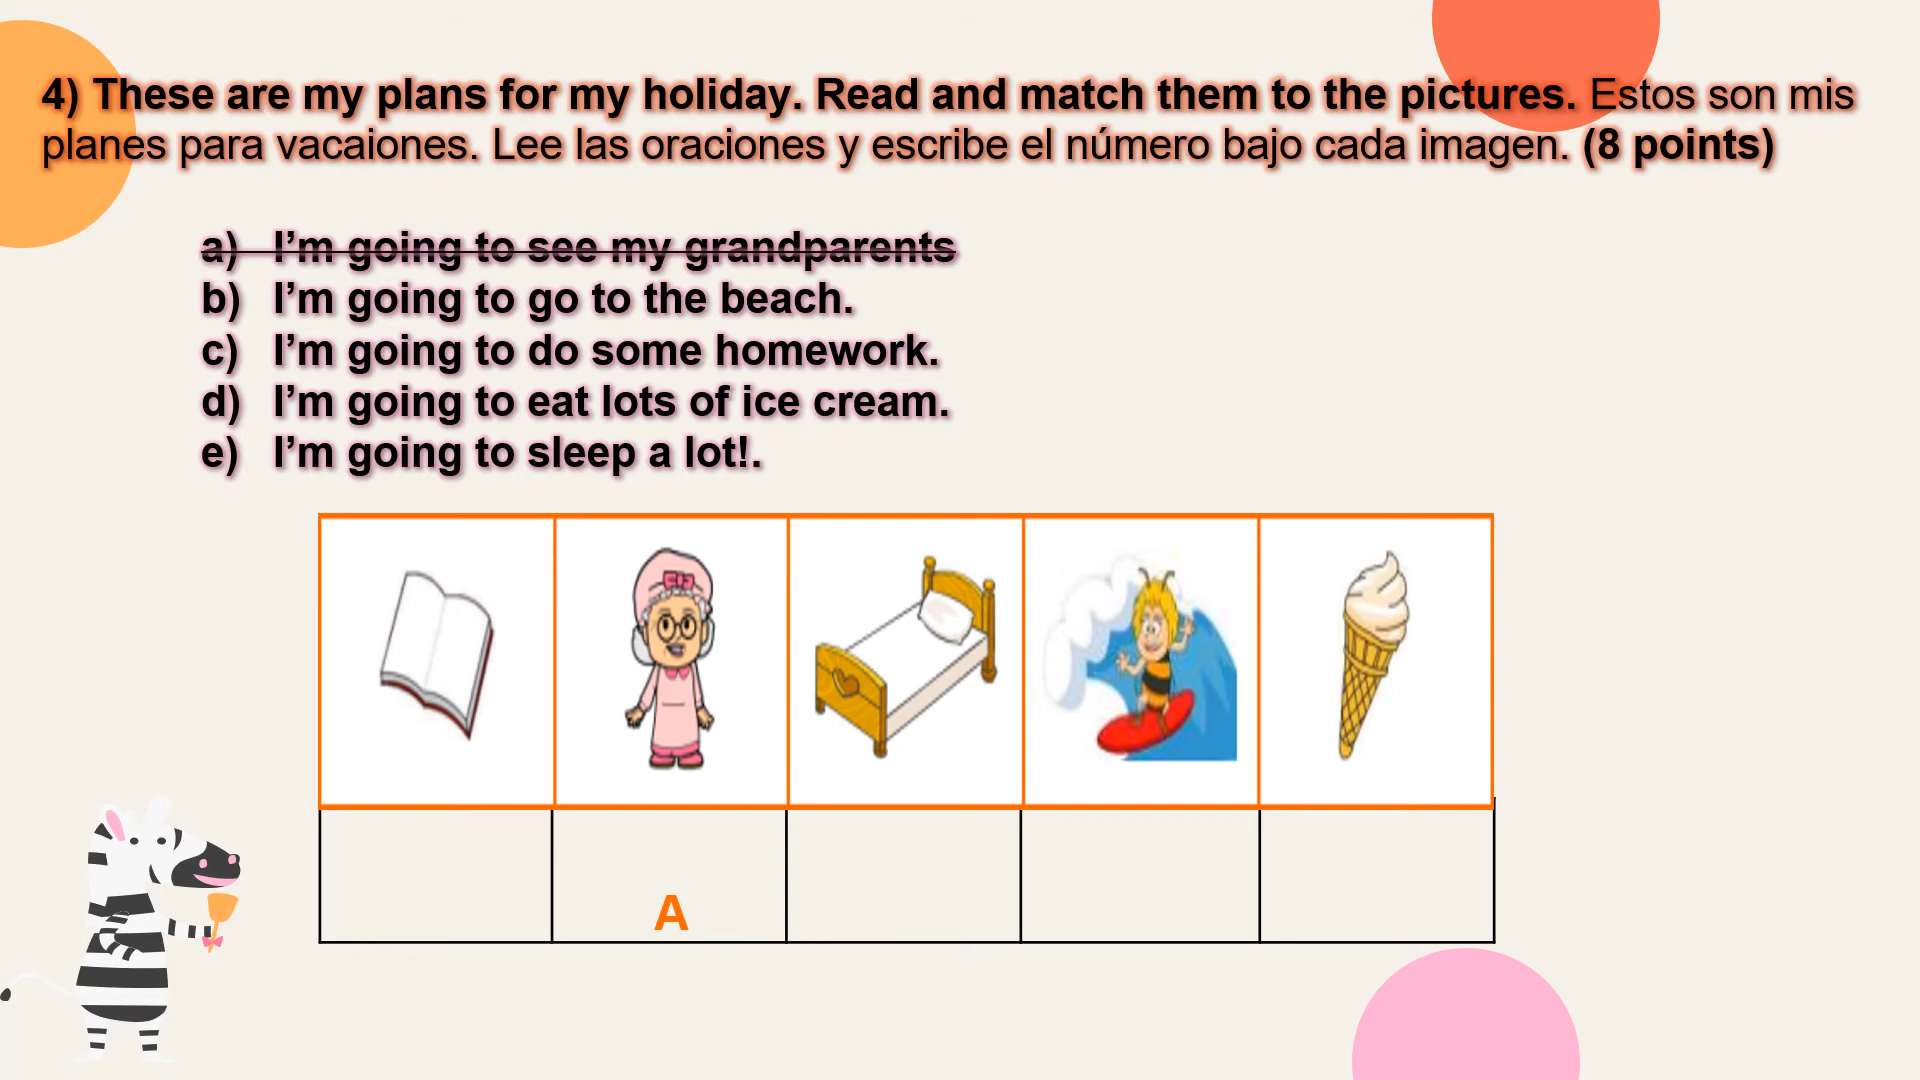 4) These are my plans for my holiday. Read and match them to the pictures. Estos son mis
planes para vacaiones. Lee las oraciones y escribe el número bajo cada imagen. (8 points)
a) I’m going to see my grandparents
b) I’m going to go to the beach.
c) I’m going to do some homework.
d) I’m going to eat lots of ice cream.
e) I’m going to sleep a lot!.
A